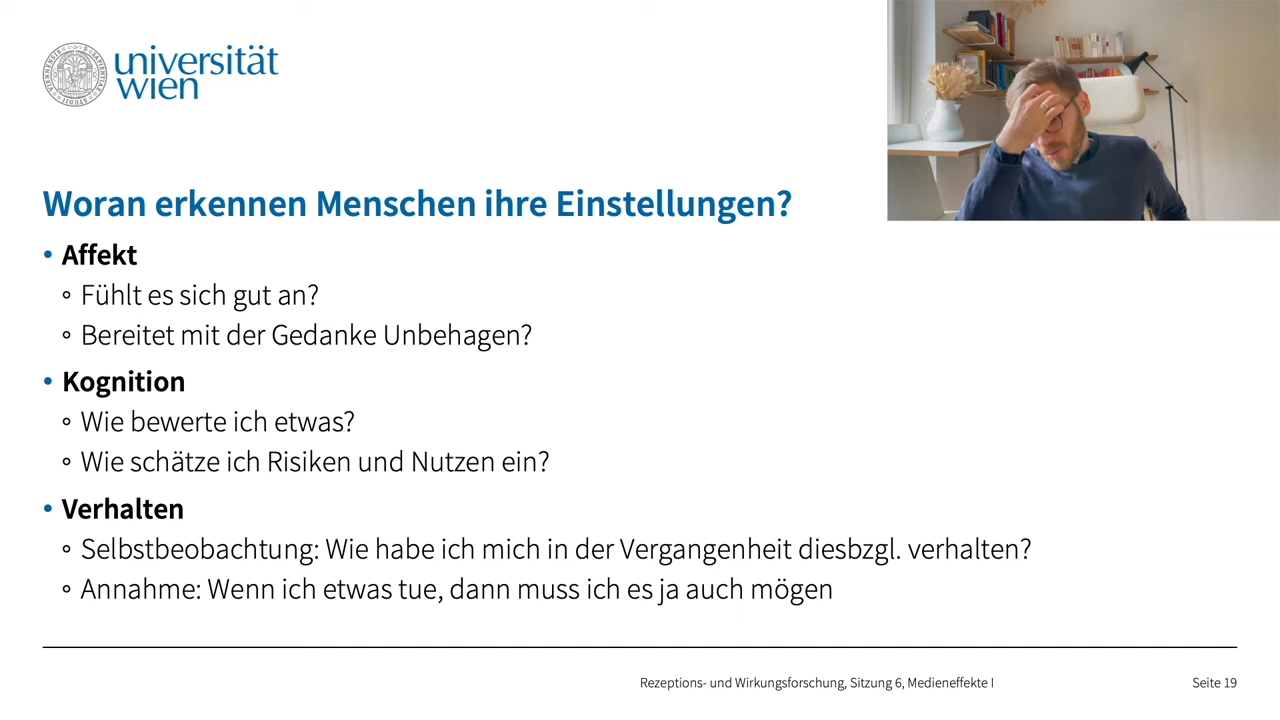 universität
wien
Woran erkennen Menschen ihre Einstellungen?
• Affekt
∘ Fühlt es sich gut an?
∘ Bereitet mit der Gedanke Unbehagen?
• Kognition
∘ Wie bewerte ich etwas?
∘ Wie schätze ich Risiken und Nutzen ein?
• Verhalten
∘ Selbstbeobachtung: Wie habe ich mich in der Vergangenheit diesbzgl. verhalten?
∘ Annahme: Wenn ich etwas tue, dann muss ich es ja auch mögen
Rezeptions- und Wirkungsforschung, Sitzung 6, Medieneffekte I
Seite 19